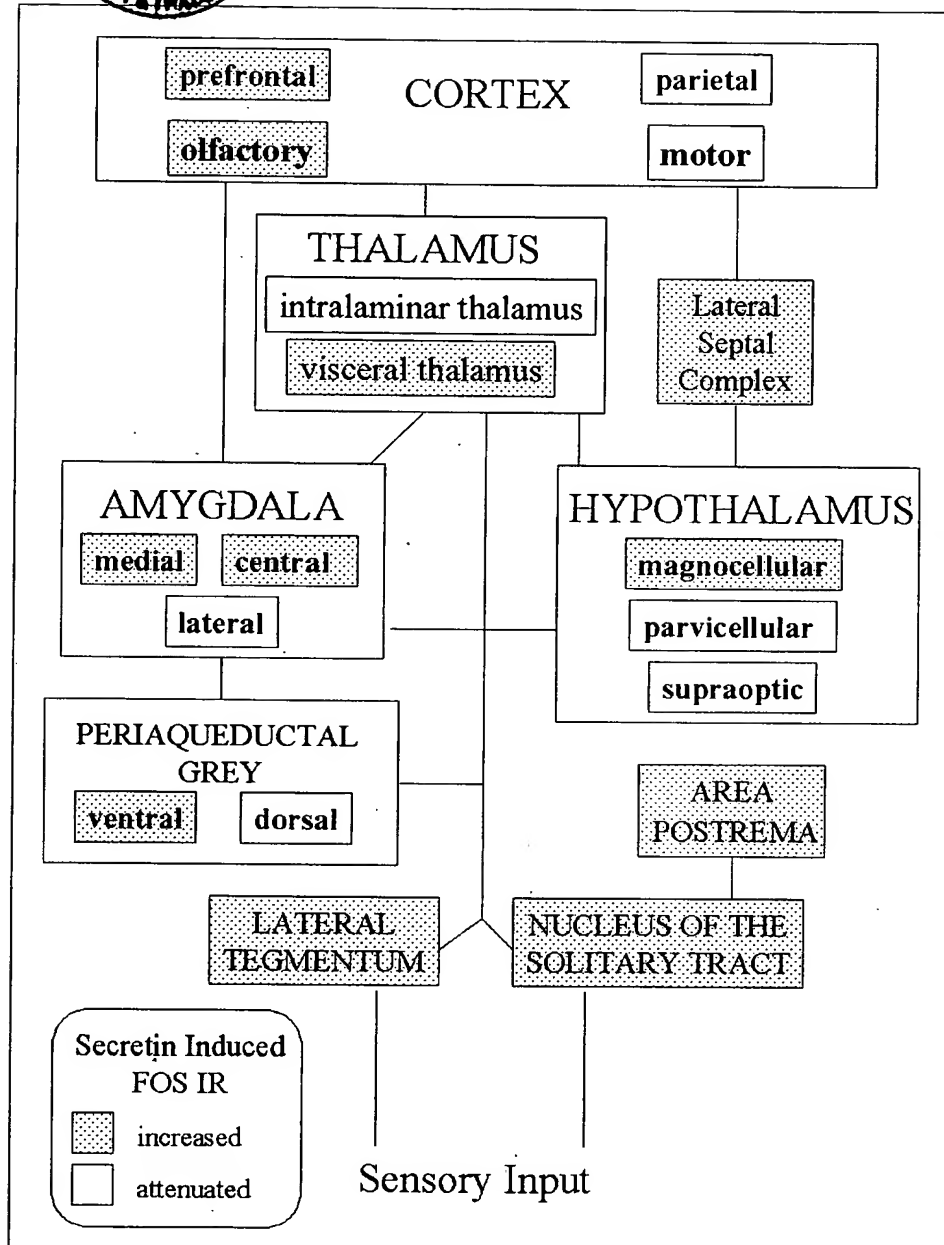 prefrontal
CORTEX
parietal
olfactory
motor
THALAMUS
intralaminar thalamus
visceral thalamus
Lateral
Septal
Complex
AMYGDALA
medial
central
lateral
HYPOTHALAMUS
magnocellular
parvicellular
supraoptic
PERIAQUEDUCTAL
GREY
ventral
dorsal
AREA
POSTREMA
LATERAL
TEGMENTUM
NUCLEUS OF THE
SOLITARY TRACT
Secretin Induced
FOS IR
increased
attenuated
Sensory Input